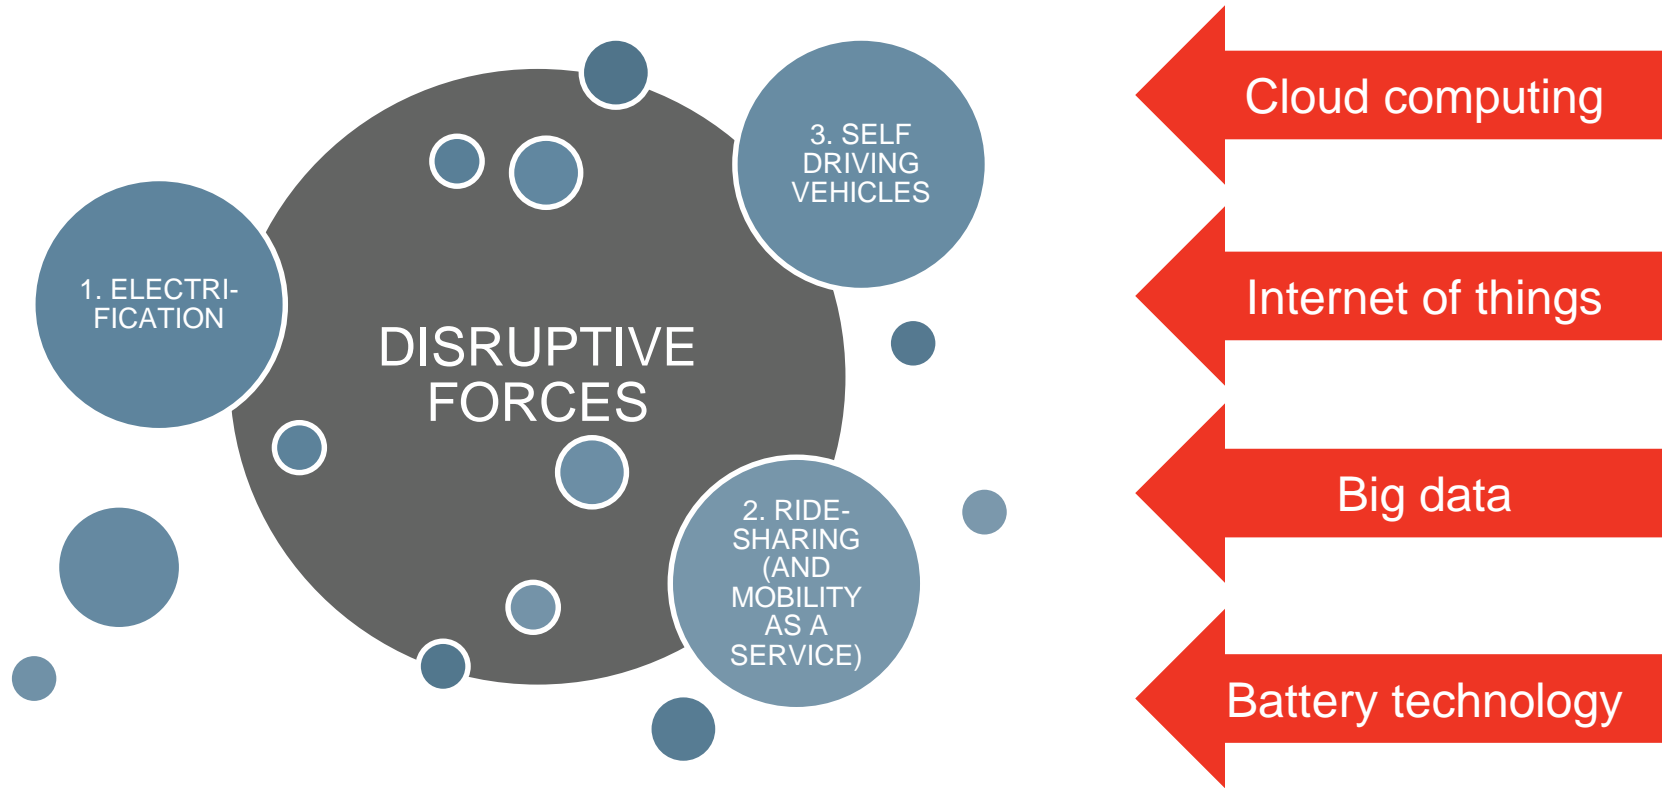 1. ELECTRI-
FICATION
DISRUPTIVE
FORCES
3. SELF
DRIVING
VEHICLES
2. RIDE-
SHARING
(AND
MOBILITY
AS A
SERVICE)
Cloud computing
Internet of things
Big data
Battery technology